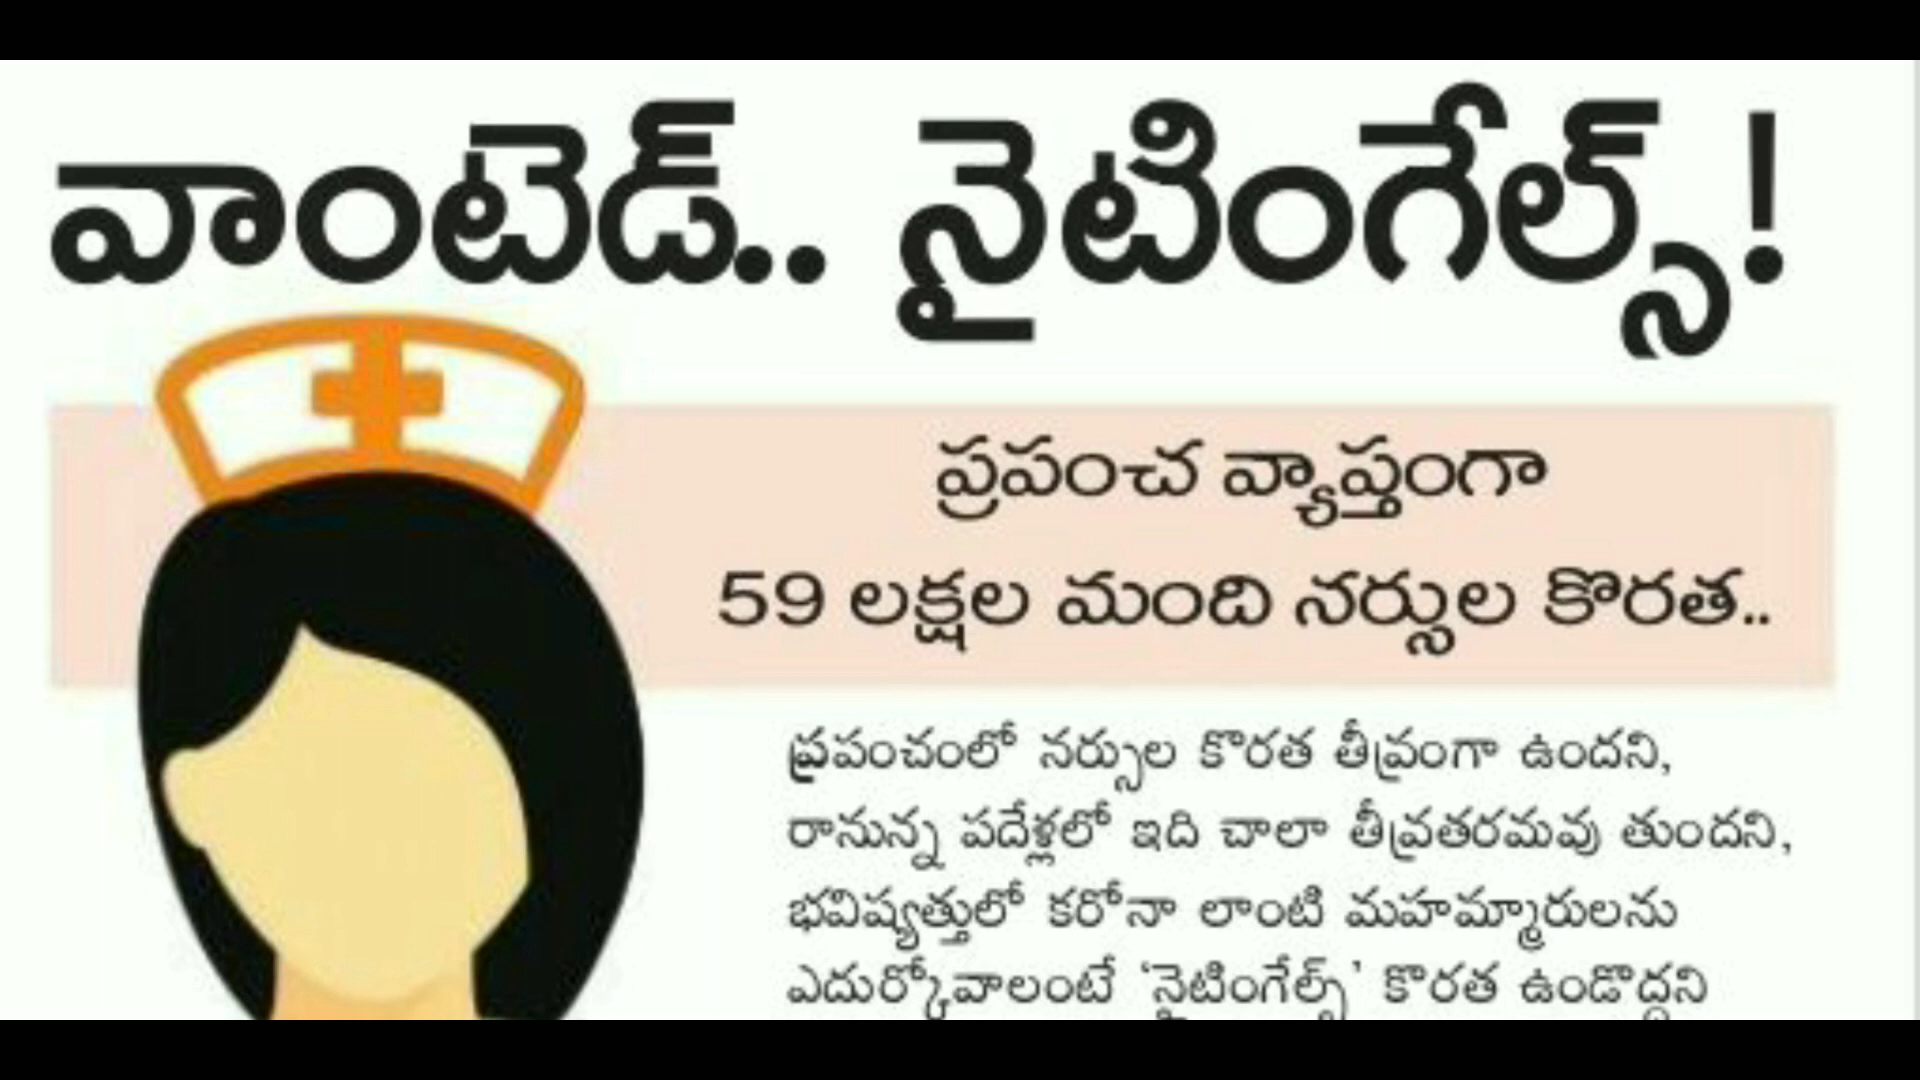 వాంటెడ్.. నైటింగేల్స్!
ప్రపంచ వ్యాప్తంగా
59 లక్షల మంది నర్సుల కొరత..
ప్రపంచంలో నర్సుల కొరత తీవ్రంగా ఉందని,
రానున్న పదేళ్లలో ఇది చాలా తీవ్రతరమవు తుందని,
భవిష్యత్తులో కరోనా లాంటి మహమ్మారులను
ఎదుర్కోవాలంటే ‘నైటింగేల్స్’ కొరత ఉండొద్దని